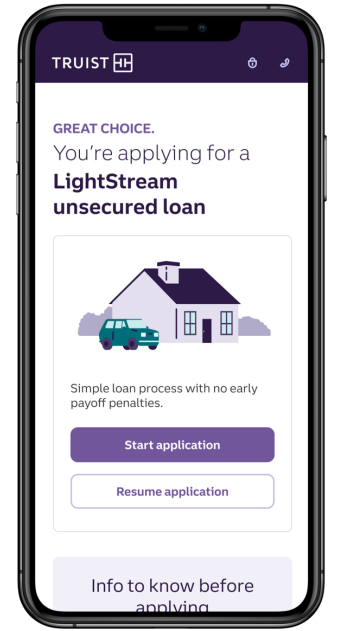 TRUIST
GREAT CHOICE.
You're applying for a
LightStream
unsecured loan
Simple loan process with no early
payoff penalties.
Start application
Resume application
Info to know before
applying